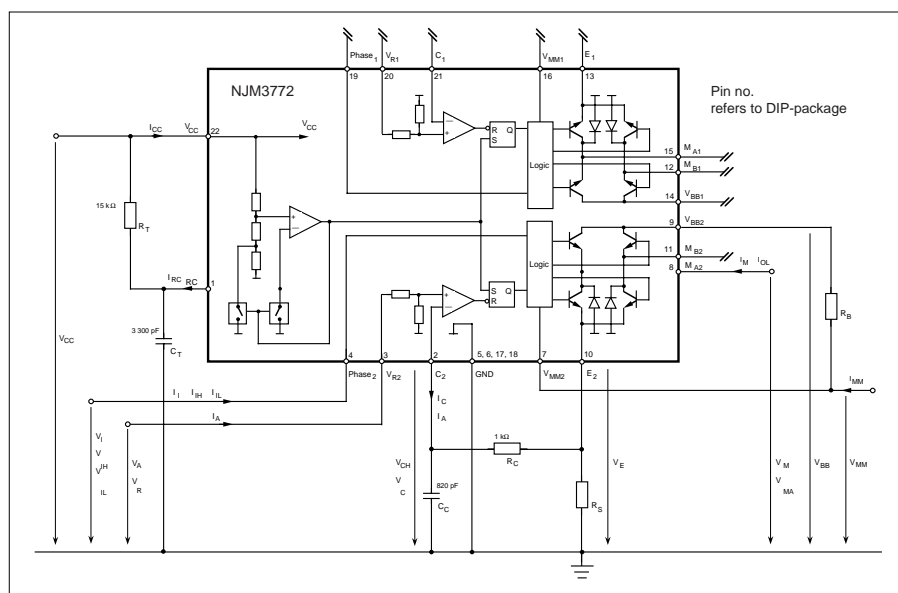 Phase1 VR1 C1 VMM1 E1
19 20 21 16 13
NJM3772
Pin no.
refers to DIP-package
ICC VCC 22 VCC
R Q
S
Logic
15 MA1
12 MB1
14 VBB1
15 kΩ
RT
9 VBB2
11 MB2
8 MA2 IM IOL
Logic
S Q
R
IRC RC 1
RB
VCC
3 300 pF
CT
4 3 2 5, 6, 17, 18 7 10
Phase2 VR2 C2 GND VMM2 E2
II IIH IIL
IA
IC
IA
IMM
1 kΩ
RC
VI
V IH
V IL
VA
V R
VCH
V C
820 pF
CC
RS
VE
VM
V MA
VBB
VMM
+
−
+
−
+
−